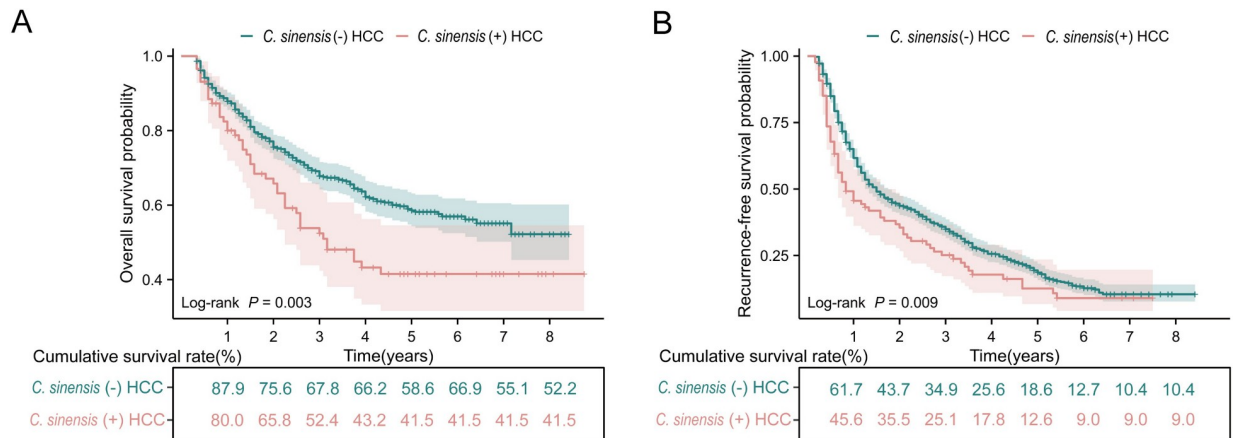 A
C. sinensis (-) HCC C. sinensis (+) HCC
Overall survival probability
1.0
0.8
0.6
0.4
Log-rank P = 0.003
1 2 3 4 5 6 7 8
Cumulative survival rate(%) Time(years)
C. sinensis (-) HCC 87.9 75.6 67.8 66.2 58.6 66.9 55.1 52.2
C. sinensis (+) HCC 80.0 65.8 52.4 43.2 41.5 41.5 41.5 41.5
B
C. sinensis(-) HCC C. sinensis(+) HCC
Recurrence-free survival probability
1.00
0.75
0.50
0.25
Log-rank P = 0.009
1 2 3 4 5 6 7 8
Cumulative survival rate(%) Time(years)
C. sinensis (-) HCC 61.7 43.7 34.9 25.6 18.6 12.7 10.4 10.4
C. sinensis (+) HCC 45.6 35.5 25.1 17.8 12.6 9.0 9.0 9.0